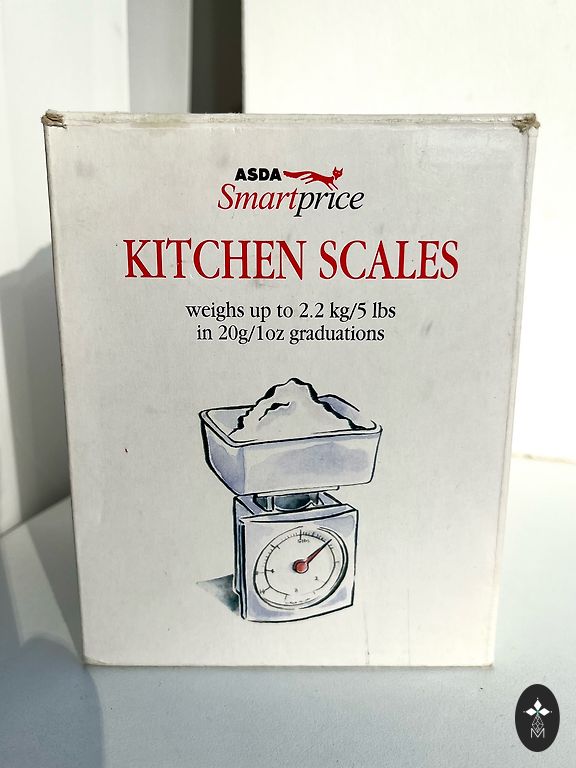 ASDA
Smartprice
KITCHEN SCALES
weighs up to 2.2 kg/5 lbs
in 20g/1oz graduations
M